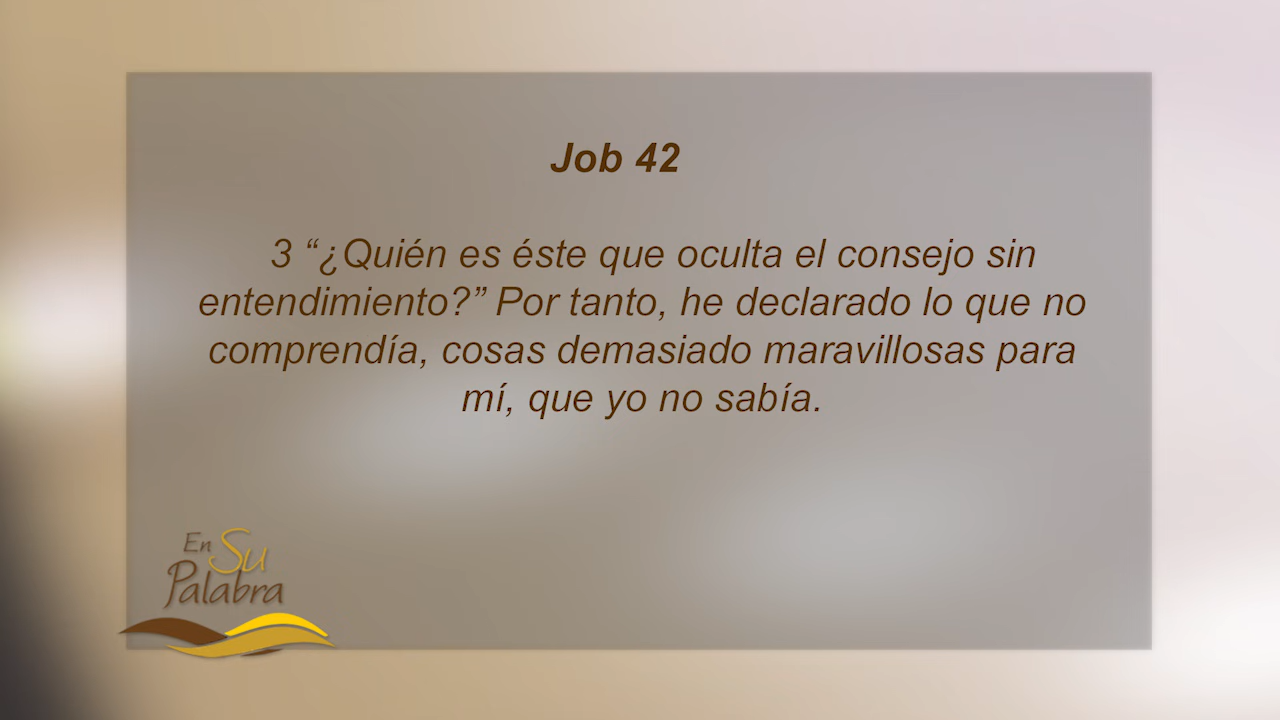 Job 42
3 “¿Quién es éste que oculta el consejo sin
entendimiento?” Por tanto, he declarado lo que no
comprendía, cosas demasiado maravillosas para
mí, que yo no sabía.
En Su
Palabra